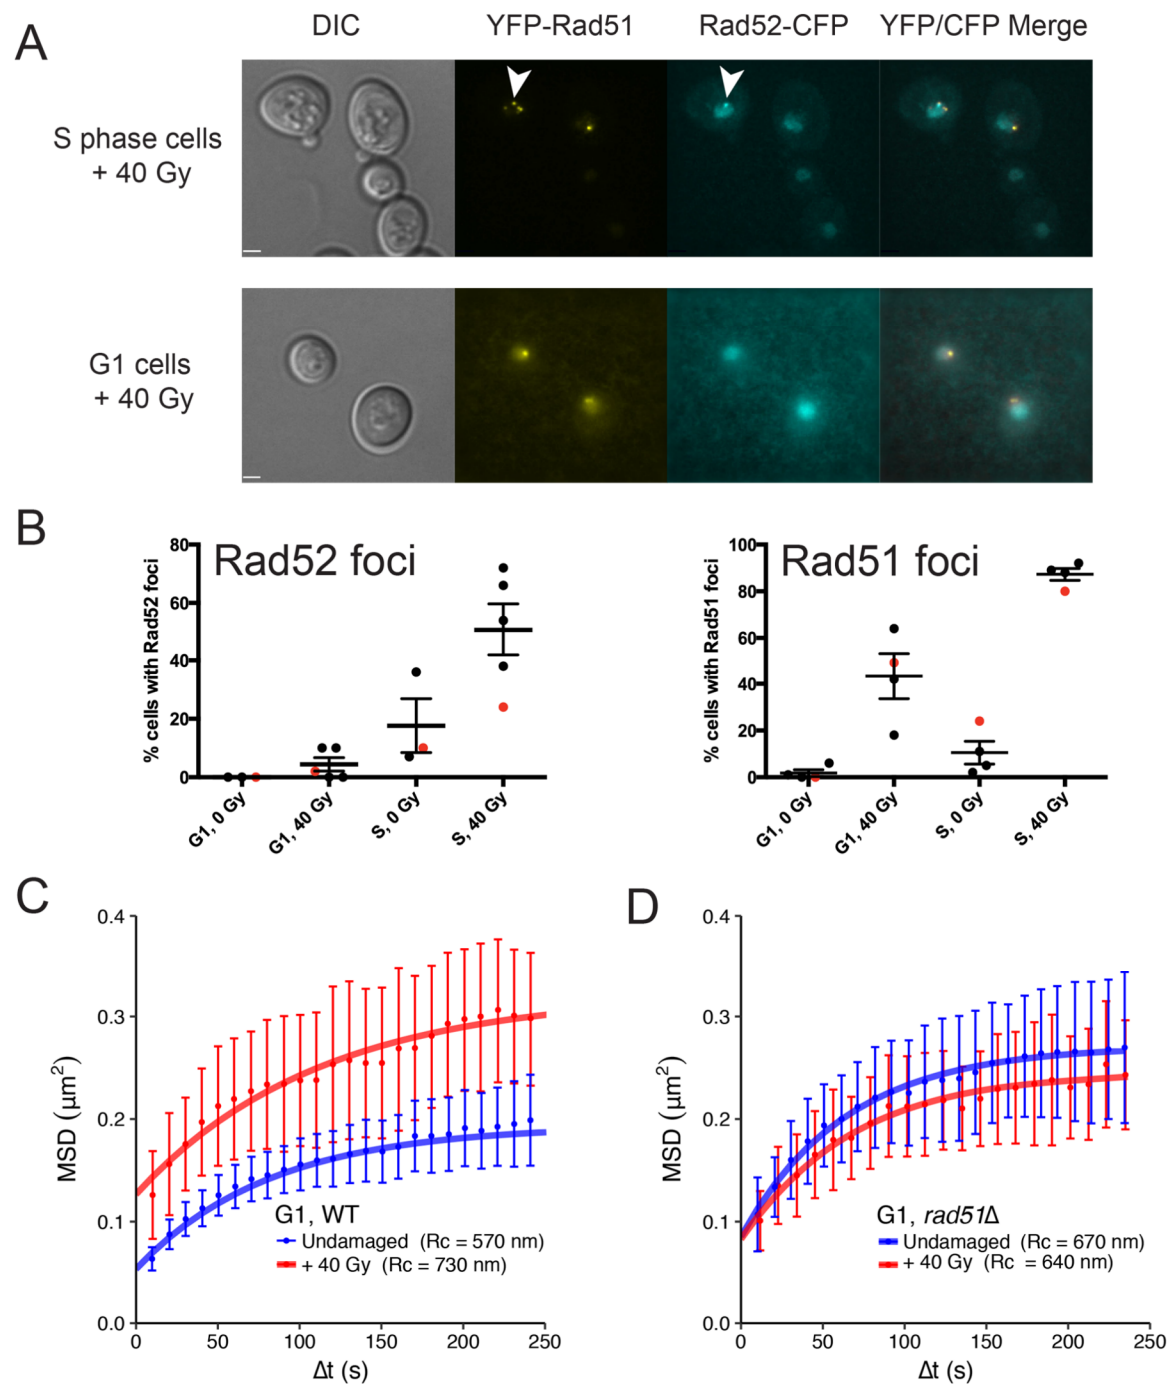 A
DIC YFP-Rad51 Rad52-CFP YFP/CFP Merge
S phase cells
+ 40 Gy
G1 cells
+ 40 Gy
B
Rad52 foci
% cells with Rad52 foci
80
60
40
20
0
G1, 0 Gy
G1, 40 Gy
S, 0 Gy
S, 40 Gy
Rad51 foci
% cells with Rad51 foci
100
80
60
40
20
0
G1, 0 Gy
G1, 40 Gy
S, 0 Gy
S, 40 Gy
C
MSD (µm²)
0.4
0.3
0.2
0.1
0.0
G1, WT
Undamaged (Rc = 570 nm)
+ 40 Gy (Rc = 730 nm)
0 50 100 150 200 250
Δt (s)
D
MSD (µm²)
0.4
0.3
0.2
0.1
0.0
G1, rad51Δ
Undamaged (Rc = 670 nm)
+ 40 Gy (Rc = 640 nm)
0 50 100 150 200 250
Δt (s)